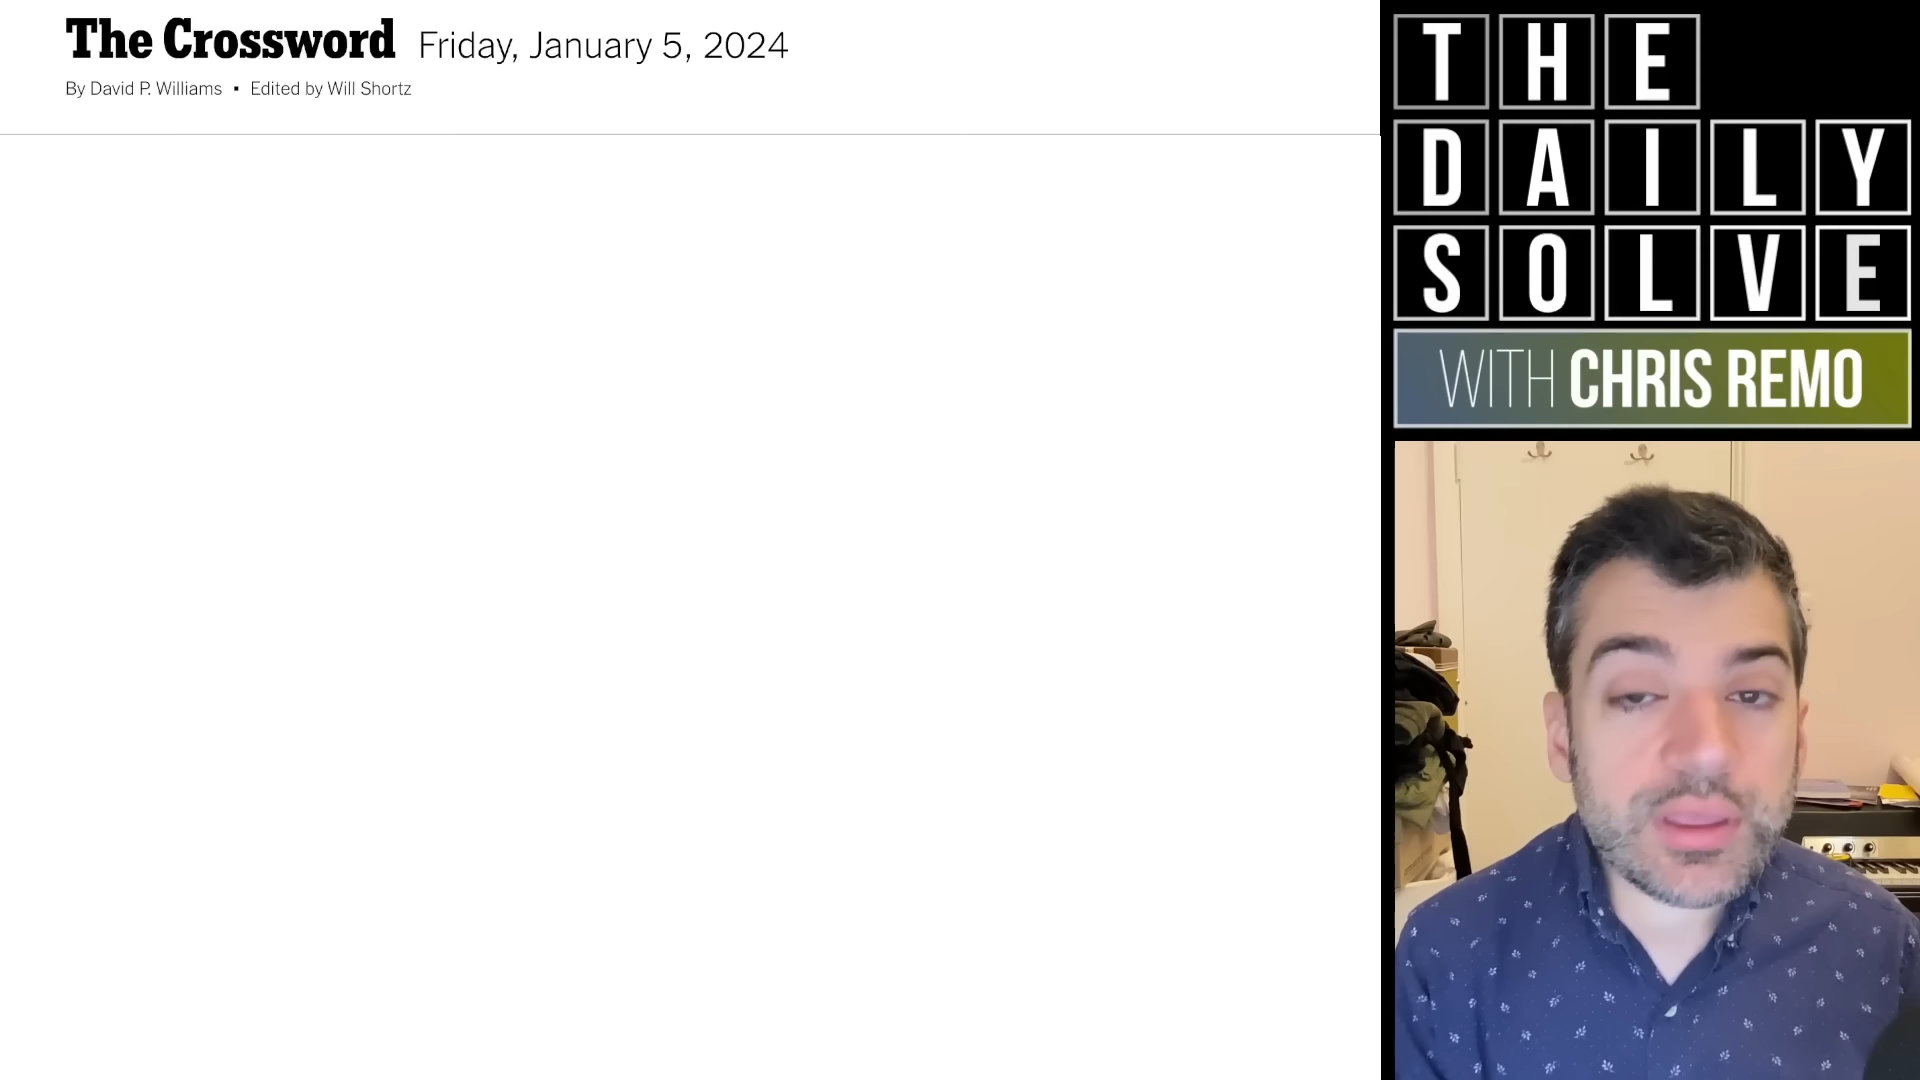 The Crossword Friday, January 5, 2024
By David P. Williams ▪ Edited by Will Shortz
THE
DAILY
SOLVE
WITH CHRIS REMO